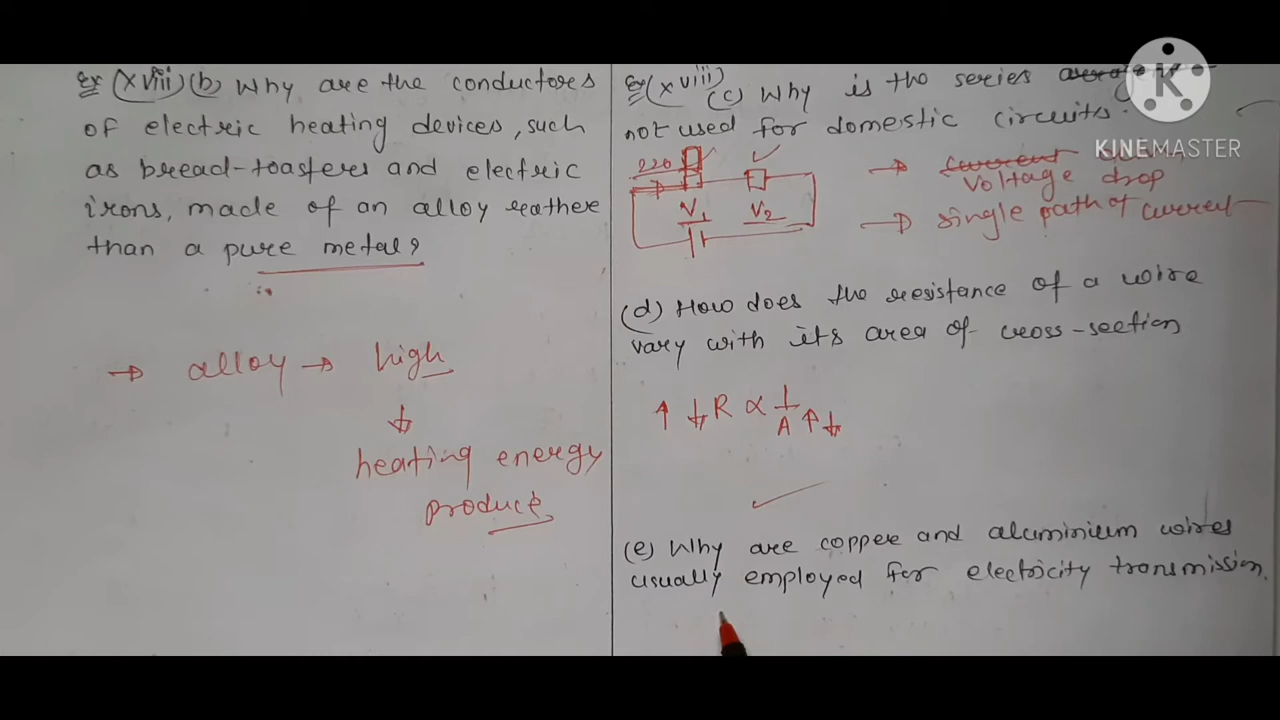 Ex (xviii)(b) Why are the conductors
of electric heating devices, such
as bread-toasters and electric
irons, made of an alloy rather
than a pure metal?
→ alloy → high
heating energy
produce
Ex (xviii)
(c) Why is the series
not used for domestic circuits.
220
V1 V2
→ current
Voltage drop
→ single path of current
(d) How does the resistance of a wire
vary with its area of cross-section
↑ ↓ R ∝ 1/A ↑ ↓
(e) Why are copper and aluminium wires
usually employed for electricity transmission.
K
KINEMASTER